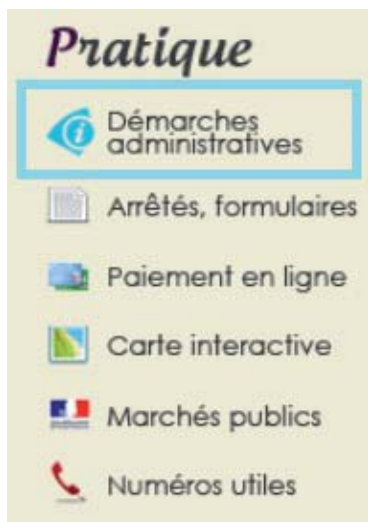 Pratique
Démarches
administratives
Arrêtés, formulaires
Paiement en ligne
Carte interactive
Marchés publics
Numéros utiles